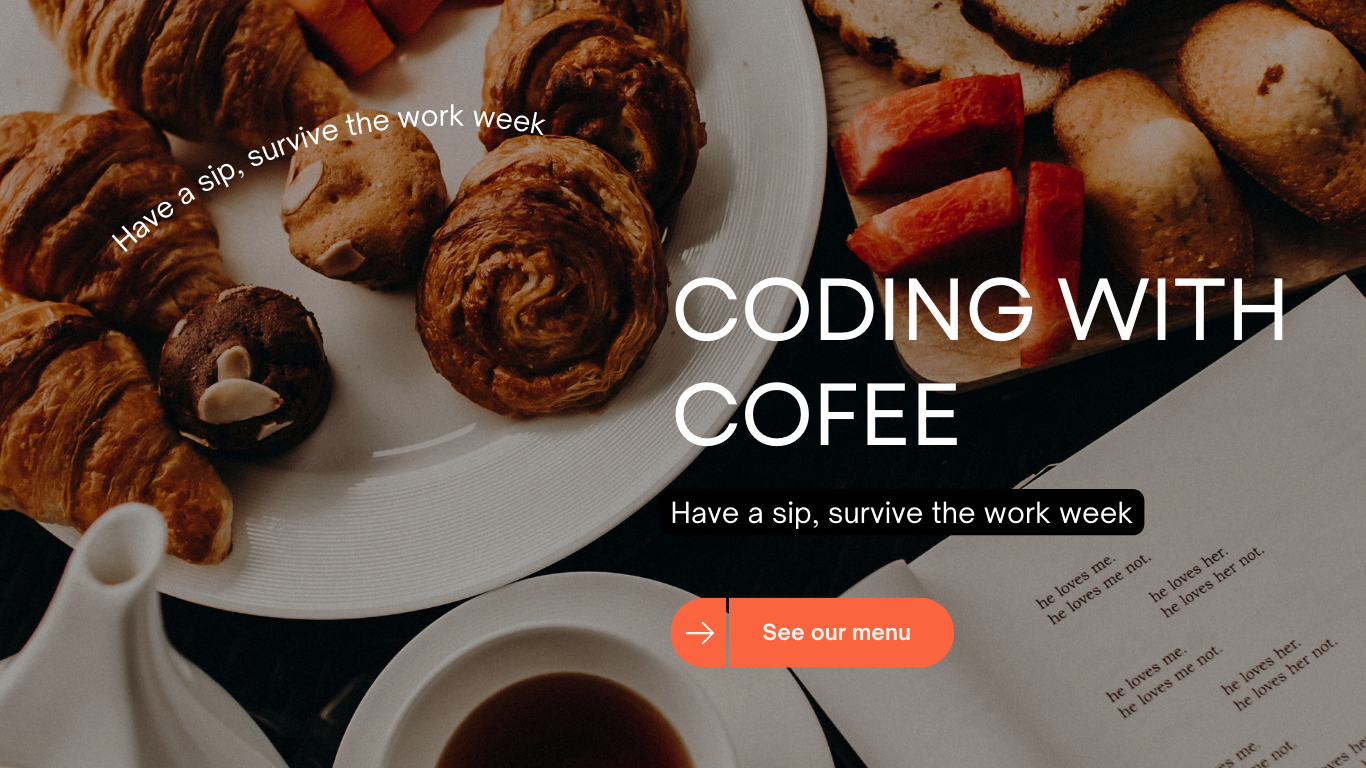 Have a sip, survive the work week
CODING WITH
COFEE
Have a sip, survive the work week
See our menu
he loves me.
he loves me not.
he loves her.
he loves her not.
he loves me.
he loves me not.
he loves her.
he loves her not.